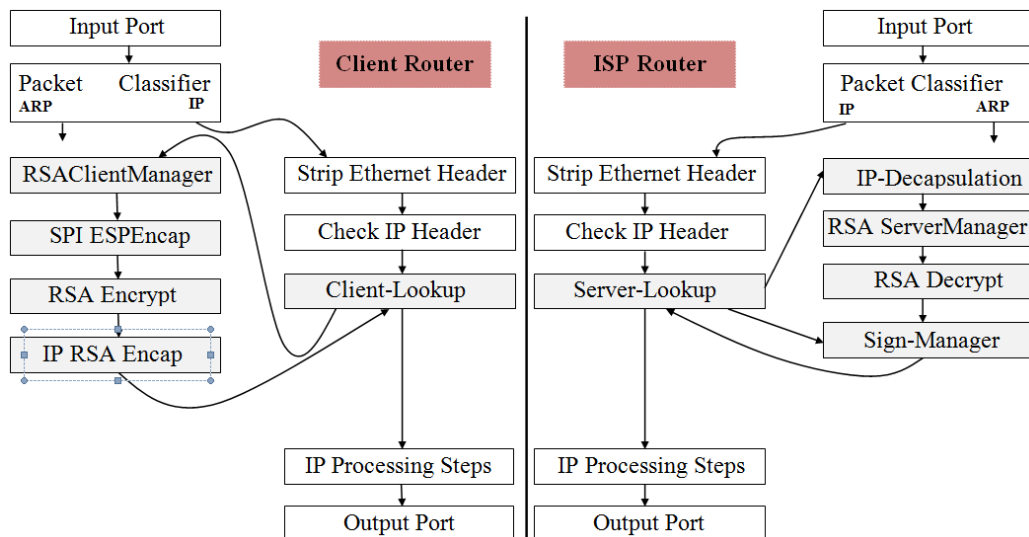 Input Port
Client Router
Packet Classifier
ARP
IP
RSAClientManager
SPI ESPEncap
RSA Encrypt
IP RSA Encap
Strip Ethernet Header
Check IP Header
Client-Lookup
IP Processing Steps
Output Port
ISP Router
Input Port
Packet Classifier
IP
ARP
Strip Ethernet Header
Check IP Header
Server-Lookup
IP-Decapsulation
RSA ServerManager
RSA Decrypt
Sign-Manager
IP Processing Steps
Output Port